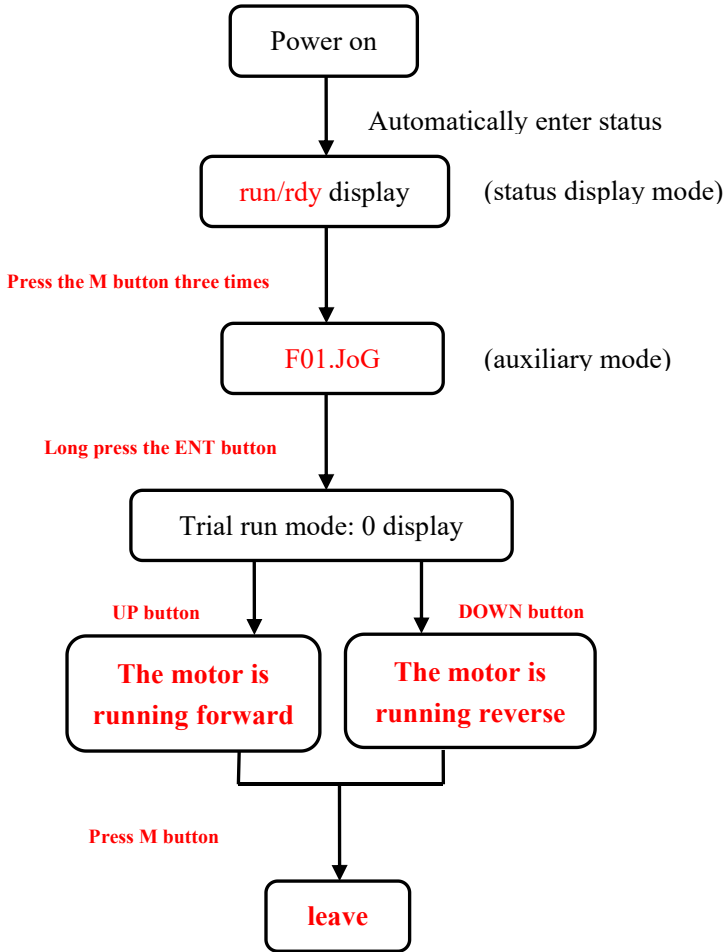 Power on
Automatically enter status
run/rdy display
(status display mode)
Press the M button three times
F01.JoG
(auxiliary mode)
Long press the ENT button
Trial run mode: 0 display
UP button
DOWN button
The motor is
running forward
The motor is
running reverse
Press M button
leave